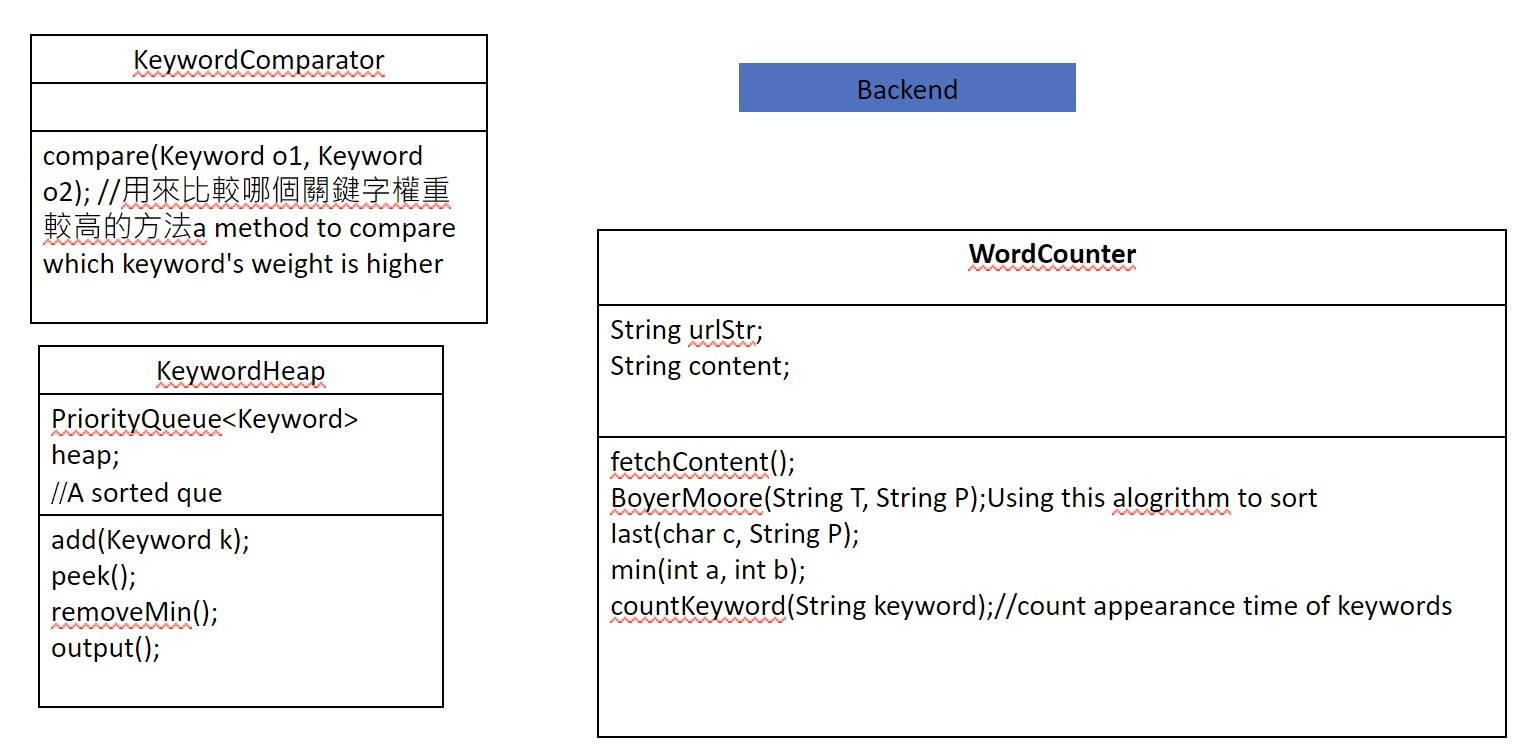 KeywordComparator
compare(Keyword o1, Keyword
o2); //用來比較哪個關鍵字權重
較高的方法a method to compare
which keyword's weight is higher
KeywordHeap
PriorityQueue<Keyword>
heap;
//A sorted que
add(Keyword k);
peek();
removeMin();
output();
Backend
WordCounter
String urlStr;
String content;
fetchContent();
BoyerMoore(String T, String P);Using this alogrithm to sort
last(char c, String P);
min(int a, int b);
countKeyword(String keyword);//count appearance time of keywords